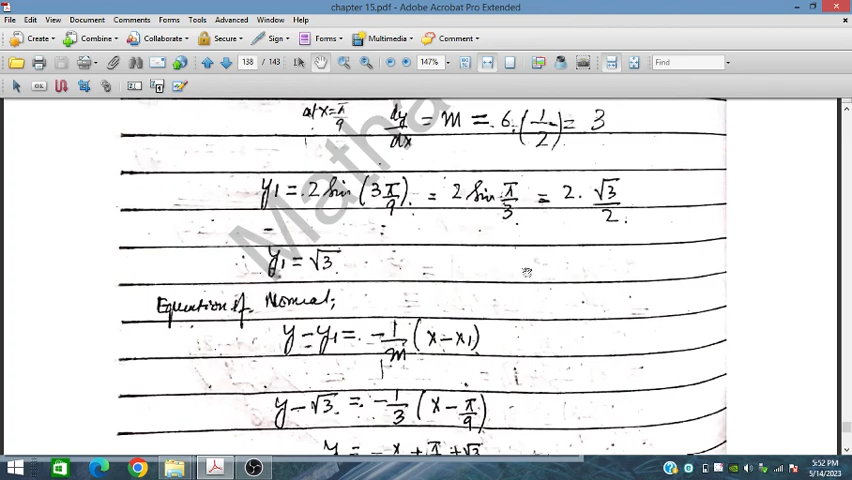 chapter 15.pdf - Adobe Acrobat Pro Extended
File Edit View Document Comments Forms Tools Advanced Window Help
Create Combine Collaborate Secure Sign Forms Multimedia Comment
138 / 143 147% Find
at x = π/9 dy/dx = m = 6·(1/2) = 3
y1 = 2 sin (3π/9) = 2 sin π/3 = 2. √3/2.
y1 = √3
Equation of Normal;
y - y1 = -1/m (x - x1)
y - √3 = -1/3 (x - π/9)
Matha
5:52 PM
5/14/2023